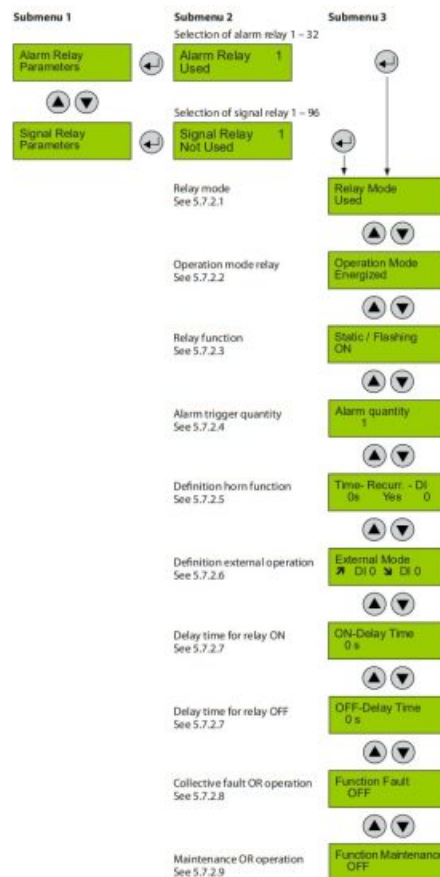 Submenu 1 Submenu 2 Submenu 3
Selection of alarm relay 1 – 32
Alarm Relay
Parameters
Alarm Relay 1
Used
Selection of signal relay 1 – 96
Signal Relay
Parameters
Signal Relay 1
Not Used
Relay mode
See 5.7.2.1
Relay Mode
Used
Operation mode relay
See 5.7.2.2
Operation Mode
Energized
Relay function
See 5.7.2.3
Static / Flashing
ON
Alarm trigger quantity
See 5.7.2.4
Alarm quantity
1
Definition horn function
See 5.7.2.5
Time- Recurr. - DI
0s Yes 0
Definition external operation
See 5.7.2.6
External Mode
↗ DI 0 ↘ DI 0
Delay time for relay ON
See 5.7.2.7
ON-Delay Time
0 s
Delay time for relay OFF
See 5.7.2.7
OFF-Delay Time
0 s
Collective fault OR operation
See 5.7.2.8
Function Fault
OFF
Maintenance OR operation
See 5.7.2.9
Function Maintenance
OFF